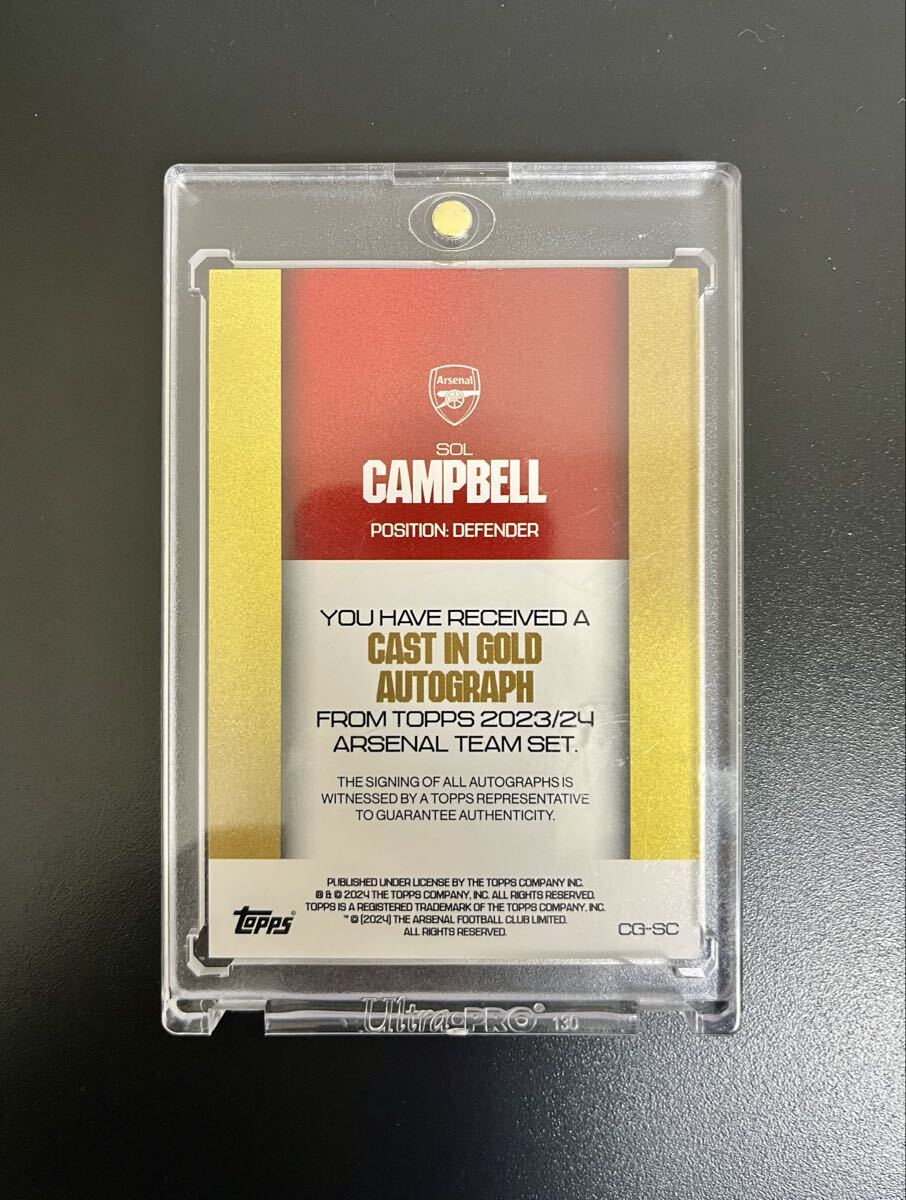 Arsenal
SOL
CAMPBELL
POSITION: DEFENDER
YOU HAVE RECEIVED A
CAST IN GOLD
AUTOGRAPH
FROM TOPPS 2023/24
ARSENAL TEAM SET.
THE SIGNING OF ALL AUTOGRAPHS IS
WITNESSED BY A TOPPS REPRESENTATIVE
TO GUARANTEE AUTHENTICITY.
PUBLISHED UNDER LICENSE BY THE TOPPS COMPANY INC.
® & © 2024 THE TOPPS COMPANY, INC. ALL RIGHTS RESERVED.
TOPPS IS A REGISTERED TRADEMARK OF THE TOPPS COMPANY, INC.
™ © (2024) THE ARSENAL FOOTBALL CLUB LIMITED.
ALL RIGHTS RESERVED.
topps®
CG-SC
Ultra PRO® 130